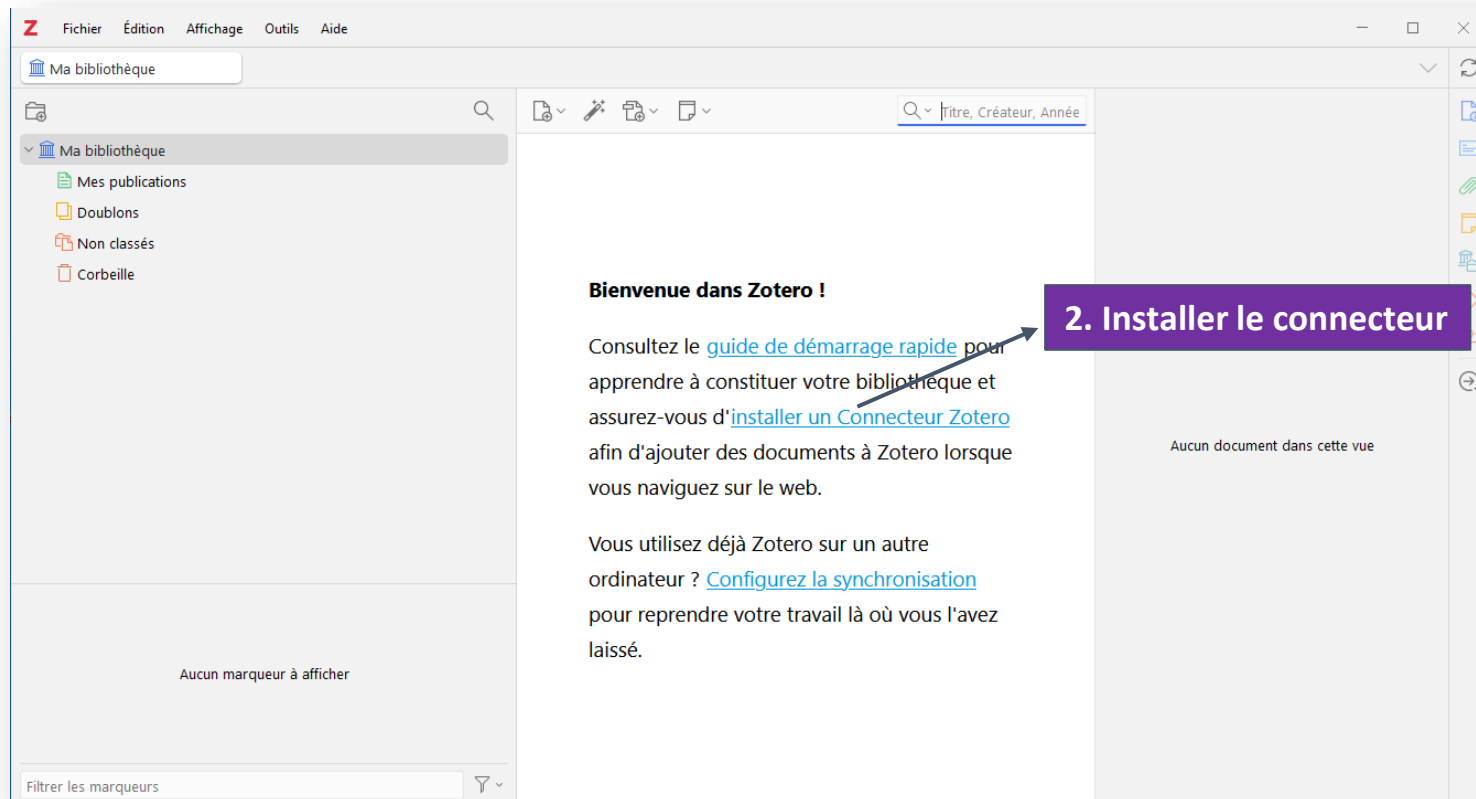 Z Fichier Édition Affichage Outils Aide
Ma bibliothèque
Titre, Créateur, Année
Ma bibliothèque
Mes publications
Doublons
Non classés
Corbeille
Bienvenue dans Zotero !
Consultez le guide de démarrage rapide pour
apprendre à constituer votre bibliothèque et
assurez-vous d'installer un Connecteur Zotero
afin d'ajouter des documents à Zotero lorsque
vous naviguez sur le web.
Vous utilisez déjà Zotero sur un autre
ordinateur ? Configurez la synchronisation
pour reprendre votre travail là où vous l'avez
laissé.
2. Installer le connecteur
Aucun document dans cette vue
Aucun marqueur à afficher
Filtrer les marqueurs